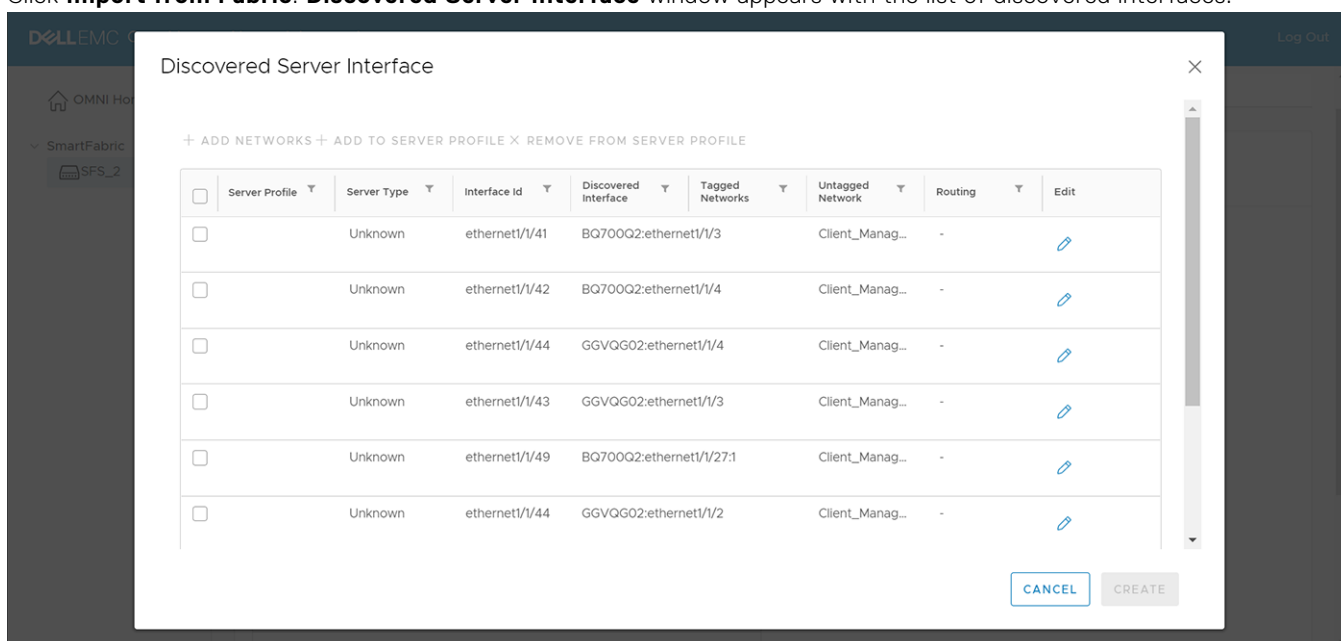 Click Import from Fabric. Discovered Server Interface window appears with the list of discovered interfaces.
DELLEMC
Log Out
Discovered Server Interface
OMNI Hor
SmartFabric
SFS_2
+ ADD NETWORKS + ADD TO SERVER PROFILE × REMOVE FROM SERVER PROFILE
Server Profile Server Type Interface Id Discovered Interface Tagged Networks Untagged Network Routing Edit
Unknown ethernet1/1/41 BQ700Q2:ethernet1/1/3 Client_Manag... -
Unknown ethernet1/1/42 BQ700Q2:ethernet1/1/4 Client_Manag... -
Unknown ethernet1/1/44 GGVQG02:ethernet1/1/4 Client_Manag... -
Unknown ethernet1/1/43 GGVQG02:ethernet1/1/3 Client_Manag... -
Unknown ethernet1/1/49 BQ700Q2:ethernet1/1/27:1 Client_Manag... -
Unknown ethernet1/1/44 GGVQG02:ethernet1/1/2 Client_Manag... -
CANCEL CREATE